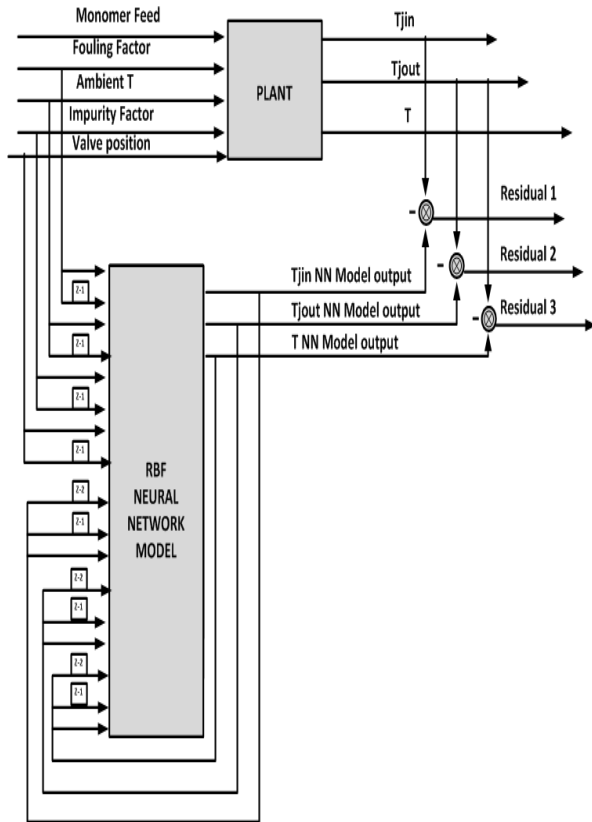 Monomer Feed
Fouling Factor
Ambient T
Impurity Factor
Valve position
PLANT
Tjin
Tjout
T
Residual 1
Residual 2
Residual 3
-
-
-
Tjin NN Model output
Tjout NN Model output
T NN Model output
Z-1
Z-1
Z-1
Z-1
Z-2
Z-1
Z-2
Z-1
Z-2
Z-1
RBF
NEURAL
NETWORK
MODEL